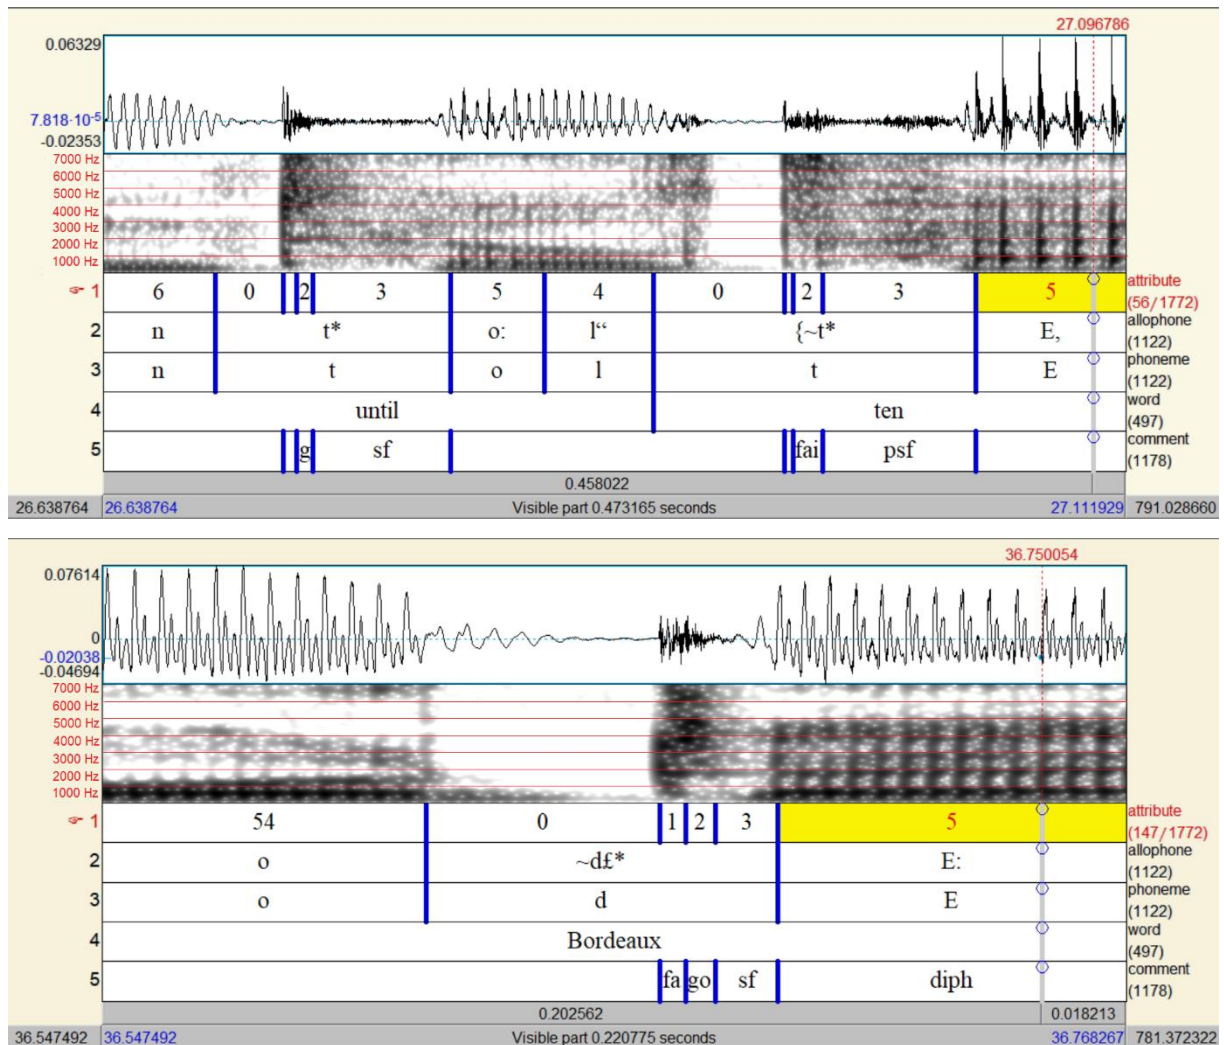 27.096786
0.06329
7.818·10-5
-0.02353
7000 Hz
6000 Hz
5000 Hz
4000 Hz
3000 Hz
2000 Hz
1000 Hz
☞ 1 6 0 2 3 5 4 0 2 3 5 attribute (56/1772)
2 n t* o: l“ {~t* E, allophone (1122)
3 n t o l t E phoneme (1122)
4 until ten word (497)
5 g sf fai psf comment (1178)
0.458022
26.638764 26.638764 Visible part 0.473165 seconds 27.111929 791.028660
36.750054
0.07614
0
-0.02038
-0.04694
7000 Hz
6000 Hz
5000 Hz
4000 Hz
3000 Hz
2000 Hz
1000 Hz
☞ 1 54 0 1 2 3 5 attribute (147/1772)
2 o ~d£* E: allophone (1122)
3 o d E phoneme (1122)
4 Bordeaux word (497)
5 fa go sf diph comment (1178)
0.202562 0.018213
36.547492 36.547492 Visible part 0.220775 seconds 36.768267 781.372322